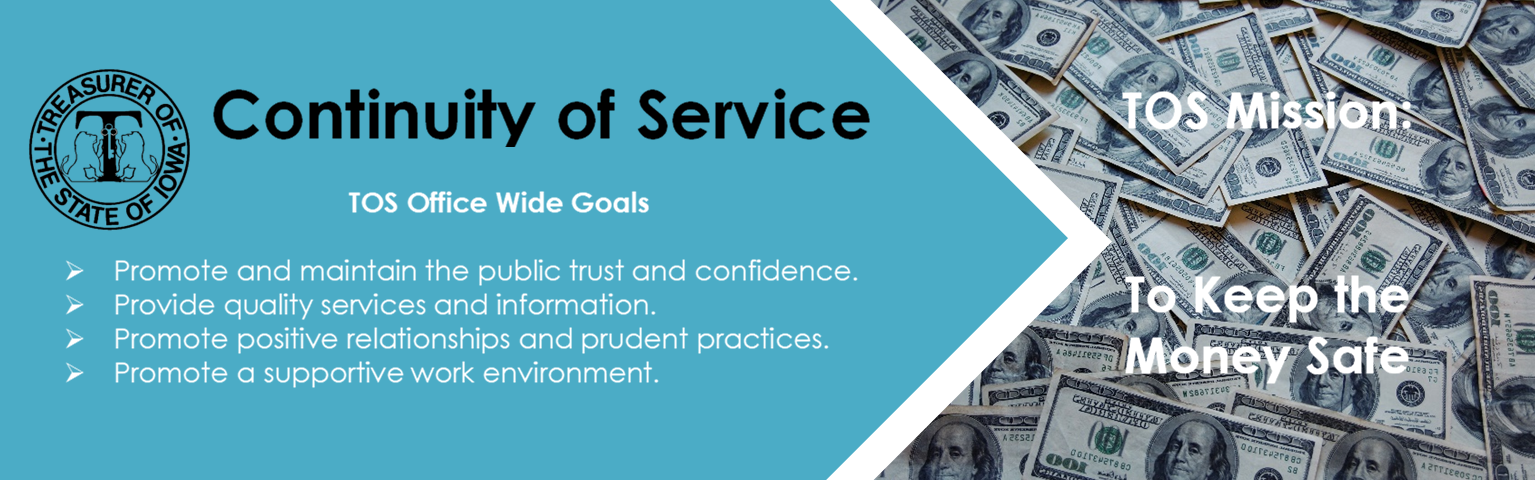 TREASURER OF
THE STATE OF IOWA
T
Continuity of Service
TOS Office Wide Goals
➢ Promote and maintain the public trust and confidence.
➢ Provide quality services and information.
➢ Promote positive relationships and prudent practices.
➢ Promote a supportive work environment.
TOS Mission:
To Keep the
Money Safe